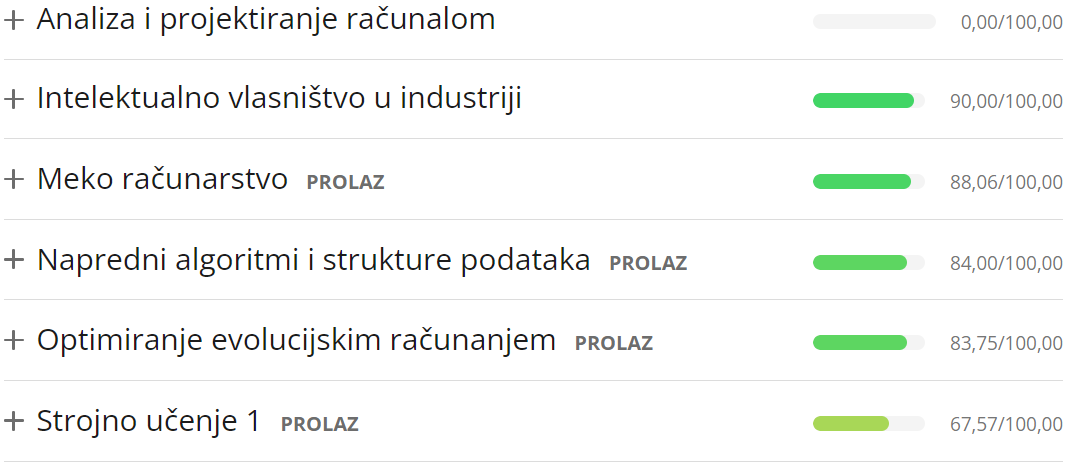 Analiza i projektiranje računalom 0,00/100,00
Intelektualno vlasništvo u industriji 90,00/100,00
Meko računarstvo PROLAZ 88,06/100,00
Napredni algoritmi i strukture podataka PROLAZ 84,00/100,00
Optimiranje evolucijskim računanjem PROLAZ 83,75/100,00
Strojno učenje 1 PROLAZ 67,57/100,00